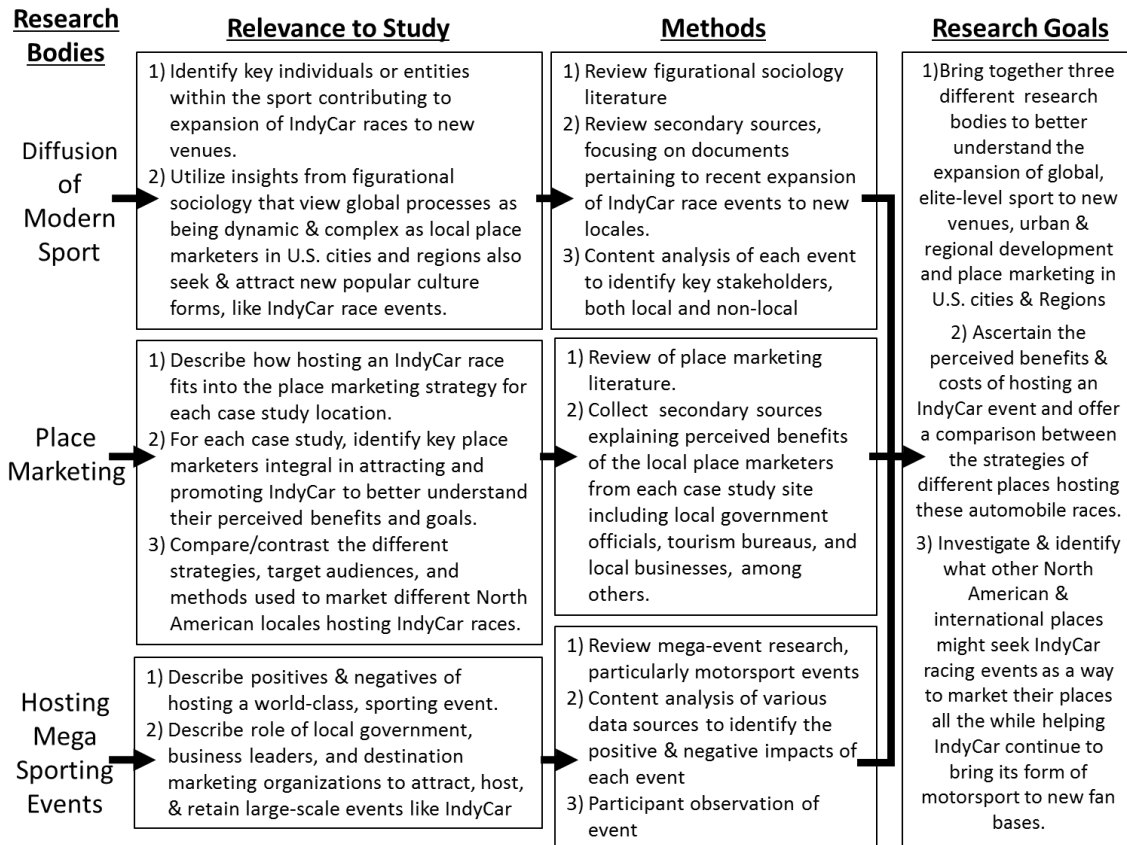 Research
Bodies
Relevance to Study
Methods
Research Goals
Diffusion
of
Modern
Sport
1) Identify key individuals or entities
within the sport contributing to
expansion of IndyCar races to new
venues.
2) Utilize insights from figurational
sociology that view global processes as
being dynamic & complex as local place
marketers in U.S. cities and regions also
seek & attract new popular culture
forms, like IndyCar race events.
1) Review figurational sociology
literature
2) Review secondary sources,
focusing on documents
pertaining to recent expansion
of IndyCar race events to new
locales.
3) Content analysis of each event
to identify key stakeholders,
both local and non-local
Place
Marketing
1) Describe how hosting an IndyCar race
fits into the place marketing strategy for
each case study location.
2) For each case study, identify key place
marketers integral in attracting and
promoting IndyCar to better understand
their perceived benefits and goals.
3) Compare/contrast the different
strategies, target audiences, and
methods used to market different North
American locales hosting IndyCar races.
1) Review of place marketing
literature.
2) Collect secondary sources
explaining perceived benefits
of the local place marketers
from each case study site
including local government
officials, tourism bureaus, and
local businesses, among
others.
Hosting
Mega
Sporting
Events
1) Describe positives & negatives of
hosting a world-class, sporting event.
2) Describe role of local government,
business leaders, and destination
marketing organizations to attract, host,
& retain large-scale events like IndyCar
1) Review mega-event research,
particularly motorsport events
2) Content analysis of various
data sources to identify the
positive & negative impacts of
each event
3) Participant observation of
event
1)Bring together three
different research
bodies to better
understand the
expansion of global,
elite-level sport to new
venues, urban &
regional development
and place marketing in
U.S. cities & Regions
2) Ascertain the
perceived benefits &
costs of hosting an
IndyCar event and offer
a comparison between
the strategies of
different places hosting
these automobile races.
3) Investigate & identify
what other North
American &
international places
might seek IndyCar
racing events as a way
to market their places
all the while helping
IndyCar continue to
bring its form of
motorsport to new fan
bases.